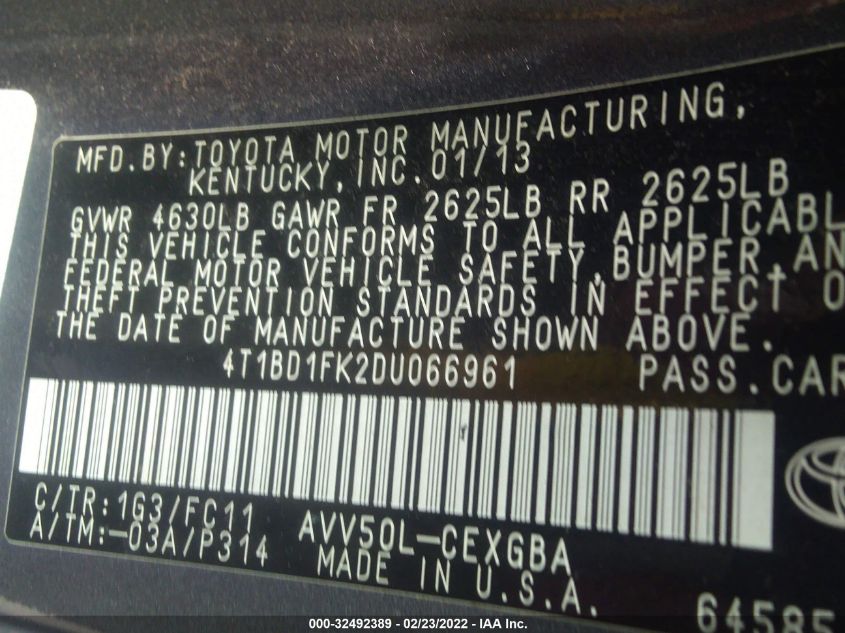 MFD. BY: TOYOTA MOTOR MANUFACTURING,
KENTUCKY, INC. 01/13
GVWR 4630LB GAWR FR 2625LB RR 2625LB
THIS VEHICLE CONFORMS TO ALL APPLICABL
FEDERAL MOTOR VEHICLE SAFETY, BUMPER, AN
THEFT PREVENTION STANDARDS IN EFFECT O
THE DATE OF MANUFACTURE SHOWN ABOVE.
4T1BD1FK2DU066961 PASS. CAR
C/TR: 1G3/FC11 AVV50L-CEXGBA
A/TM: -03A/P314 MADE IN U.S.A.
64585
000-32492389 - 02/23/2022 - IAA Inc.